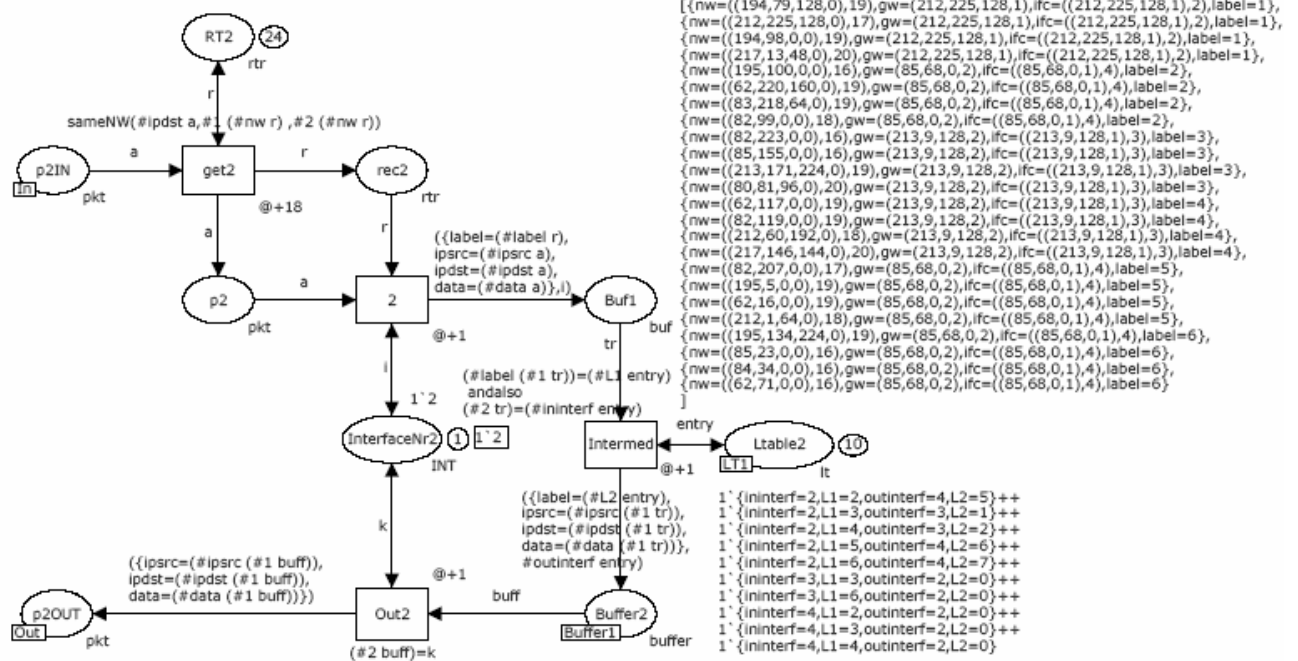 RT2
24
rtr
r
sameNW(#ipdst a,#1 (#nw r) ,#2 (#nw r))
p2IN
In
pkt
a
get2
@+18
r
rec2
rtr
a
r
p2
pkt
a
2
@+1
({label=(#label r),
ipsrc=(#ipsrc a),
ipdst=(#ipdst a),
data=(#data a)},i)
Buf1
buf
tr
i
1`2
(#label (#1 tr))=(#L1 entry)
andalso
(#2 tr)=(#ininterf entry)
InterfaceNr2
1
1`2
INT
Intermed
@+1
entry
Ltable2
LT1
10
lt
k
({label=(#L2 entry),
ipsrc=(#ipsrc (#1 tr)),
ipdst=(#ipdst (#1 tr)),
data=(#data (#1 tr))},
#outinterf entry)
({ipsrc=(#ipsrc (#1 buff)),
ipdst=(#ipdst (#1 buff)),
data=(#data (#1 buff))})
@+1
p2OUT
Out
pkt
Out2
(#2 buff)=k
buff
Buffer2
Buffer1
buffer
[{nw=((194,79,128,0),19),gw=(212,225,128,1),ifc=((212,225,128,1),2),label=1},
{nw=((212,225,128,0),17),gw=(212,225,128,1),ifc=((212,225,128,1),2),label=1},
{nw=((194,98,0,0),19),gw=(212,225,128,1),ifc=((212,225,128,1),2),label=1},
{nw=((217,13,48,0),20),gw=(212,225,128,1),ifc=((212,225,128,1),2),label=1},
{nw=((195,100,0,0),16),gw=(85,68,0,2),ifc=((85,68,0,1),4),label=2},
{nw=((62,220,160,0),19),gw=(85,68,0,2),ifc=((85,68,0,1),4),label=2},
{nw=((83,218,64,0),19),gw=(85,68,0,2),ifc=((85,68,0,1),4),label=2},
{nw=((82,99,0,0),18),gw=(85,68,0,2),ifc=((85,68,0,1),4),label=2},
{nw=((82,223,0,0),16),gw=(213,9,128,2),ifc=((213,9,128,1),3),label=3},
{nw=((85,155,0,0),16),gw=(213,9,128,2),ifc=((213,9,128,1),3),label=3},
{nw=((213,171,224,0),19),gw=(213,9,128,2),ifc=((213,9,128,1),3),label=3},
{nw=((80,81,96,0),20),gw=(213,9,128,2),ifc=((213,9,128,1),3),label=3},
{nw=((62,117,0,0),19),gw=(213,9,128,2),ifc=((213,9,128,1),3),label=4},
{nw=((82,119,0,0),19),gw=(213,9,128,2),ifc=((213,9,128,1),3),label=4},
{nw=((212,60,192,0),18),gw=(213,9,128,2),ifc=((213,9,128,1),3),label=4},
{nw=((217,146,144,0),20),gw=(213,9,128,2),ifc=((213,9,128,1),3),label=4},
{nw=((82,207,0,0),17),gw=(85,68,0,2),ifc=((85,68,0,1),4),label=5},
{nw=((195,5,0,0),19),gw=(85,68,0,2),ifc=((85,68,0,1),4),label=5},
{nw=((62,16,0,0),19),gw=(85,68,0,2),ifc=((85,68,0,1),4),label=5},
{nw=((212,1,64,0),18),gw=(85,68,0,2),ifc=((85,68,0,1),4),label=5},
{nw=((195,134,224,0),19),gw=(85,68,0,2),ifc=((85,68,0,1),4),label=6},
{nw=((85,23,0,0),16),gw=(85,68,0,2),ifc=((85,68,0,1),4),label=6},
{nw=((84,34,0,0),16),gw=(85,68,0,2),ifc=((85,68,0,1),4),label=6},
{nw=((62,71,0,0),16),gw=(85,68,0,2),ifc=((85,68,0,1),4),label=6}
]
1`{ininterf=2,L1=2,outinterf=4,L2=5}++
1`{ininterf=2,L1=3,outinterf=3,L2=1}++
1`{ininterf=2,L1=4,outinterf=3,L2=2}++
1`{ininterf=2,L1=5,outinterf=4,L2=6}++
1`{ininterf=2,L1=6,outinterf=4,L2=7}++
1`{ininterf=3,L1=3,outinterf=2,L2=0}++
1`{ininterf=3,L1=6,outinterf=2,L2=0}++
1`{ininterf=4,L1=2,outinterf=2,L2=0}++
1`{ininterf=4,L1=3,outinterf=2,L2=0}++
1`{ininterf=4,L1=4,outinterf=2,L2=0}